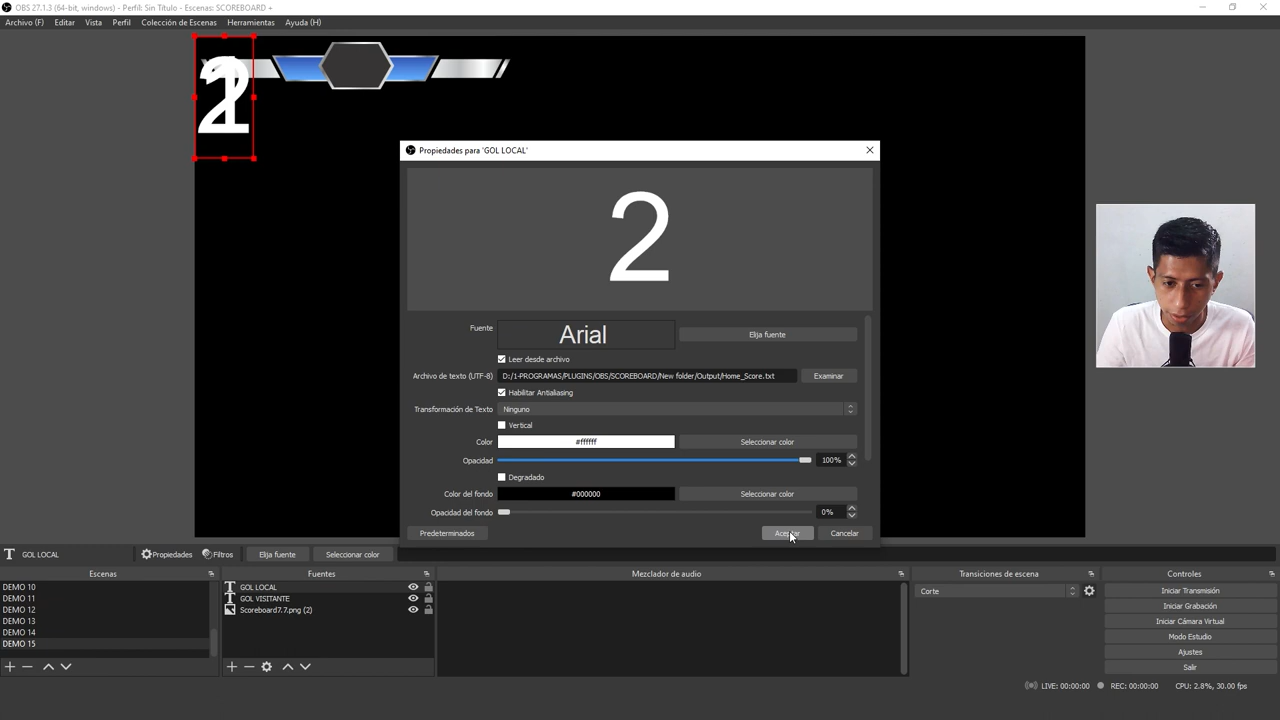 OBS 27.1.3 (64-bit, windows) - Perfil: Sin Título - Escenas: SCOREBOARD +
Archivo (F) Editar Vista Perfil Colección de Escenas Herramientas Ayuda (H)
2
Propiedades para 'GOL LOCAL'
2
Fuente Arial Elija fuente
Leer desde archivo
Archivo de texto (UTF-8) D:/1-PROGRAMAS/PLUGINS/OBS/SCOREBOARD/New folder/Output/Home_Score.txt Examinar
Habilitar Antialiasing
Transformación de Texto Ninguno
Vertical
Color #ffffff Seleccionar color
Opacidad 100%
Degradado
Color del fondo #000000 Seleccionar color
Opacidad del fondo 0%
Predeterminados Aceptar Cancelar
T GOL LOCAL Propiedades Filtros Elija fuente Seleccionar color
Escenas Fuentes Mezclador de audio Transiciones de escena Controles
DEMO 10
DEMO 11
DEMO 12
DEMO 13
DEMO 14
DEMO 15
GOL LOCAL
GOL VISITANTE
Scoreboard7.7.png (2)
Corte
Iniciar Transmisión
Iniciar Grabación
Iniciar Cámara Virtual
Modo Estudio
Ajustes
Salir
LIVE: 00:00:00 REC: 00:00:00 CPU: 2.8%, 30.00 fps